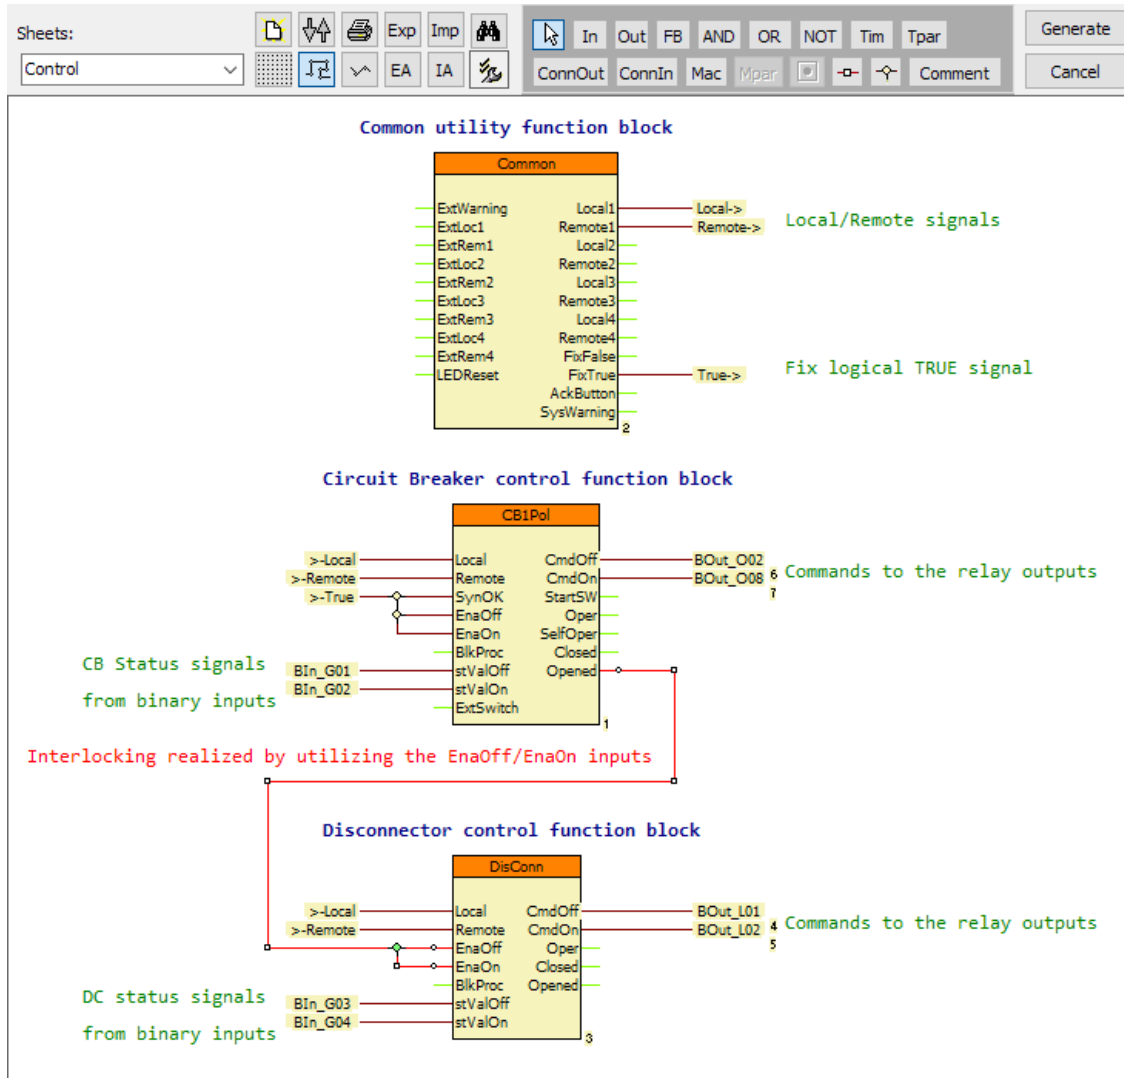 Sheets:
Control
Exp
Imp
EA
IA
In
Out
FB
AND
OR
NOT
Tim
Tpar
ConnOut
ConnIn
Mac
Mpar
Comment
Generate
Cancel
Common utility function block
Common
ExtWarning Local1 Local->
ExtLoc1 Remote1 Remote->
Local/Remote signals
ExtRem1 Local2
ExtLoc2 Remote2
ExtRem2 Local3
ExtLoc3 Remote3
ExtRem3 Local4
ExtLoc4 Remote4
ExtRem4 FixFalse
LEDReset FixTrue True->
Fix logical TRUE signal
AckButton
SysWarning
2
Circuit Breaker control function block
CB1Pol
>-Local Local CmdOff BOut_O02
>-Remote Remote CmdOn BOut_O08
6
7
Commands to the relay outputs
>-True SynOK StartSW
EnaOff Oper
EnaOn SelfOper
BlkProc Closed
CB Status signals
from binary inputs
BIn_G01 stValOff Opened
BIn_G02 stValOn
ExtSwitch
1
Interlocking realized by utilizing the EnaOff/EnaOn inputs
Disconnector control function block
DisConn
>-Local Local CmdOff BOut_L01
>-Remote Remote CmdOn BOut_L02
4
5
Commands to the relay outputs
EnaOff Oper
EnaOn Closed
BlkProc Opened
DC status signals
from binary inputs
BIn_G03 stValOff
BIn_G04 stValOn
3